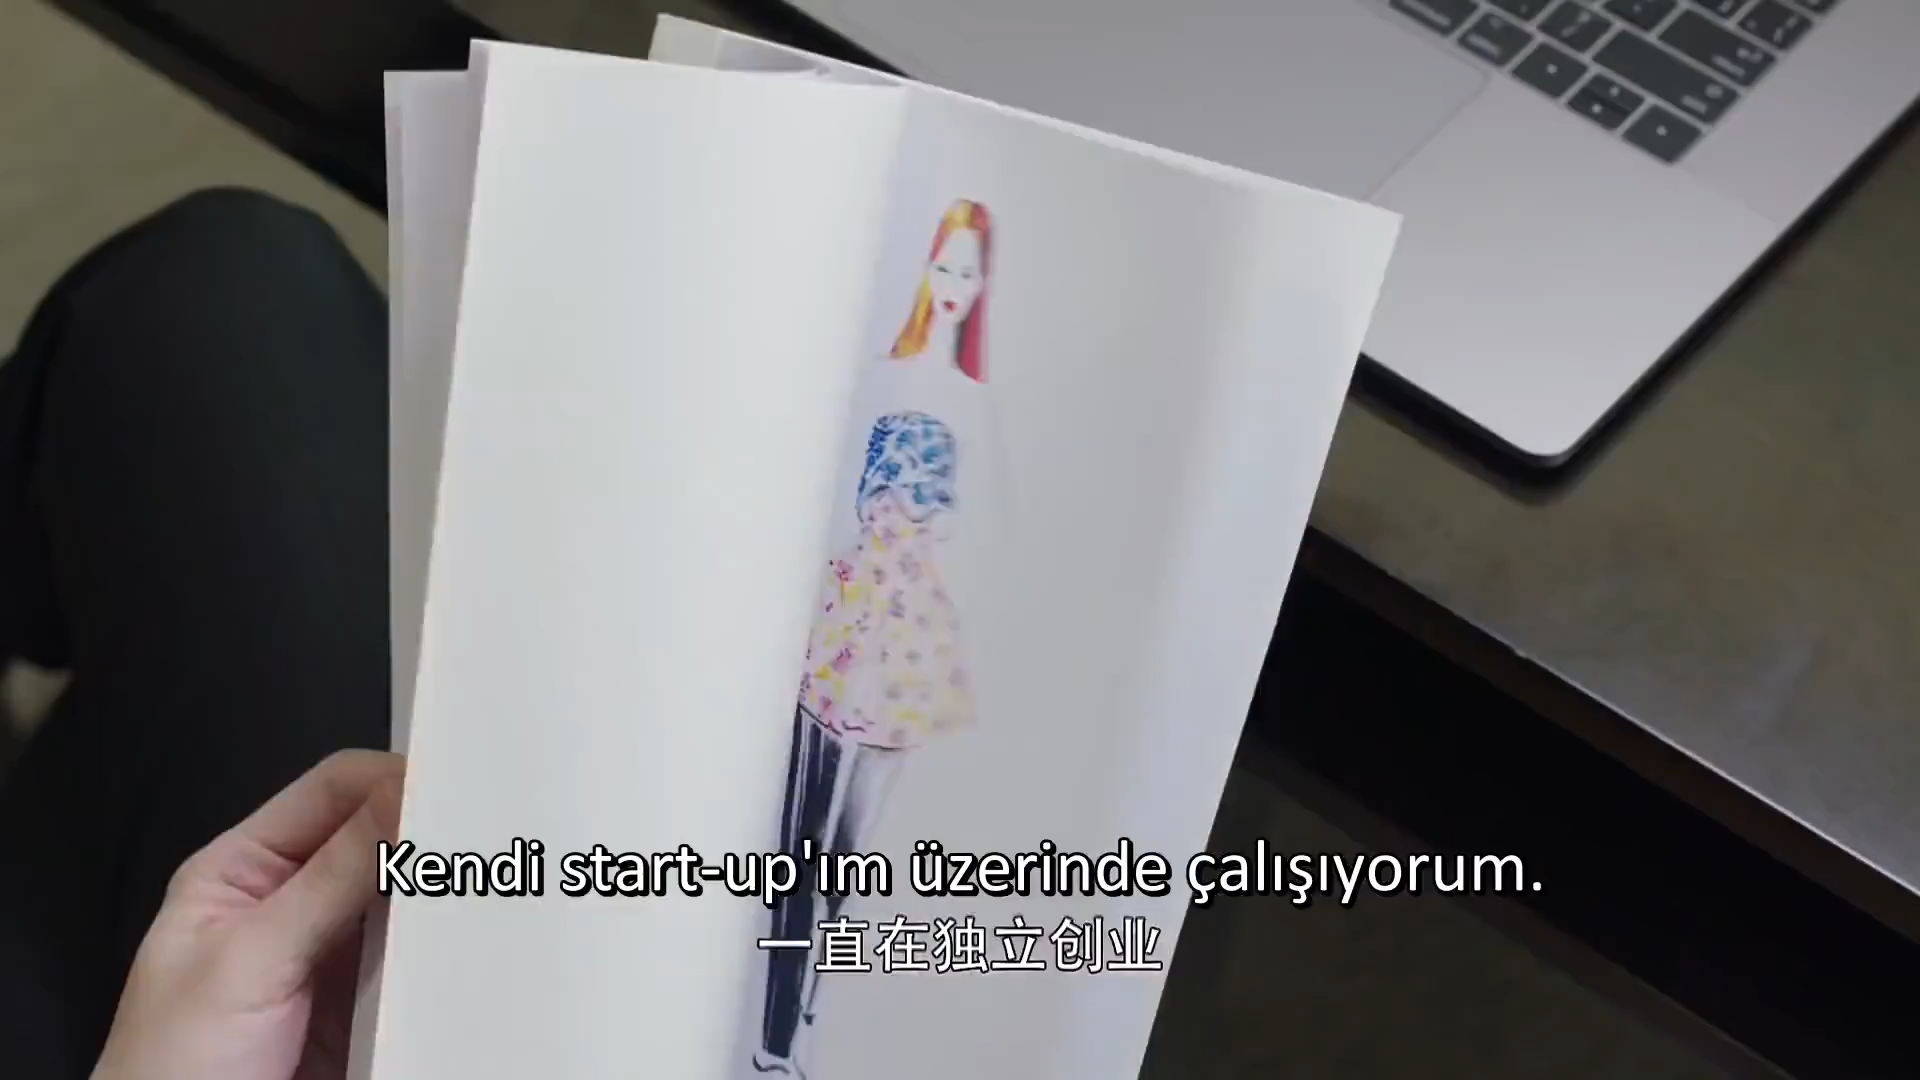 Kendi start-up'ım üzerinde çalışıyorum.
一直在独立创业